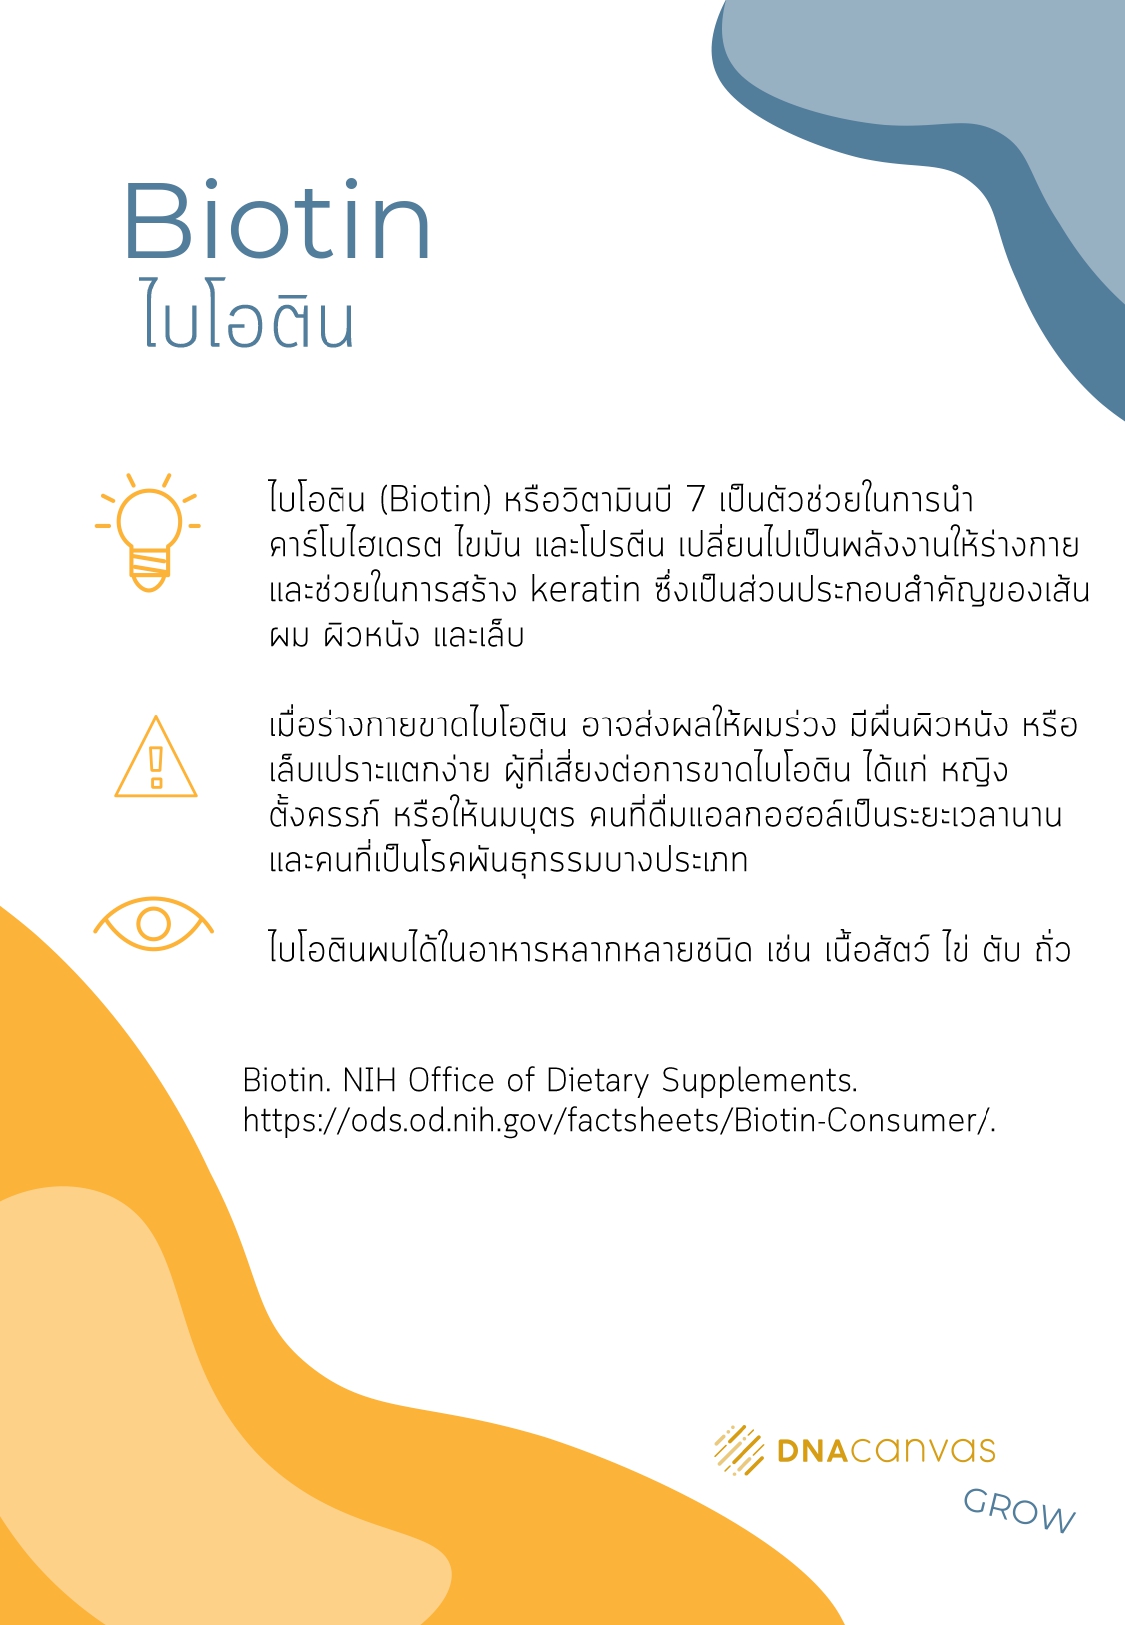 Biotin
ไบโอติน
ไบโอติน (Biotin) หรือวิตามินบี 7 เป็นตัวช่วยในการนำ
คาร์โบไฮเดรต ไขมัน และโปรตีน เปลี่ยนไปเป็นพลังงานให้ร่างกาย
และช่วยในการสร้าง keratin ซึ่งเป็นส่วนประกอบสำคัญของเส้น
ผม ผิวหนัง และเล็บ
เมื่อร่างกายขาดไบโอติน อาจส่งผลให้ผมร่วง มีผื่นผิวหนัง หรือ
เล็บเปราะแตกง่าย ผู้ที่เสี่ยงต่อการขาดไบโอติน ได้แก่ หญิง
ตั้งครรภ์ หรือให้นมบุตร คนที่ดื่มแอลกอฮอล์เป็นระยะเวลานาน
และคนที่เป็นโรคพันธุกรรมบางประเภท
ไบโอตินพบได้ในอาหารหลากหลายชนิด เช่น เนื้อสัตว์ ไข่ ตับ ถั่ว
Biotin. NIH Office of Dietary Supplements.
https://ods.od.nih.gov/factsheets/Biotin-Consumer/.
DNAcanvas
GROW